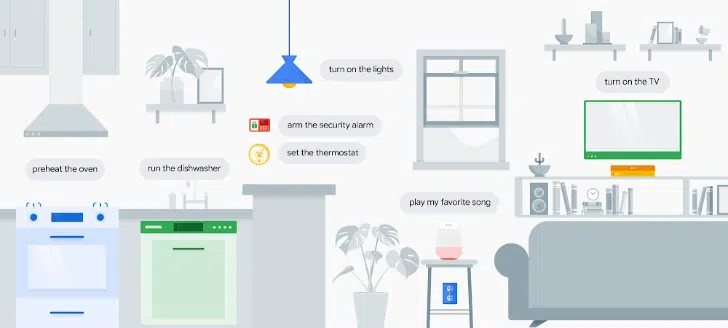 turn on the lights
turn on the TV
arm the security alarm
set the thermostat
preheat the oven
run the dishwasher
play my favorite song